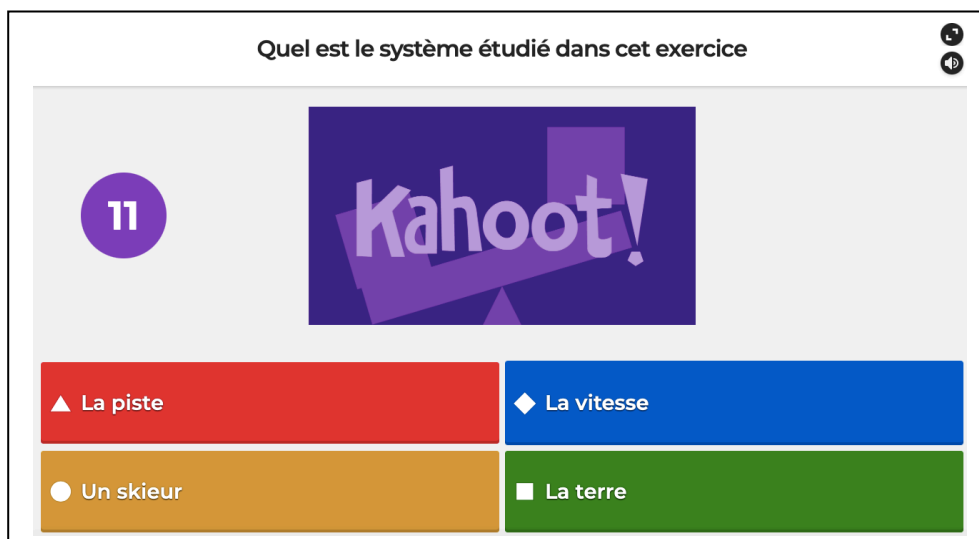 Quel est le système étudié dans cet exercice
11
Kahoot!
La piste
La vitesse
Un skieur
La terre